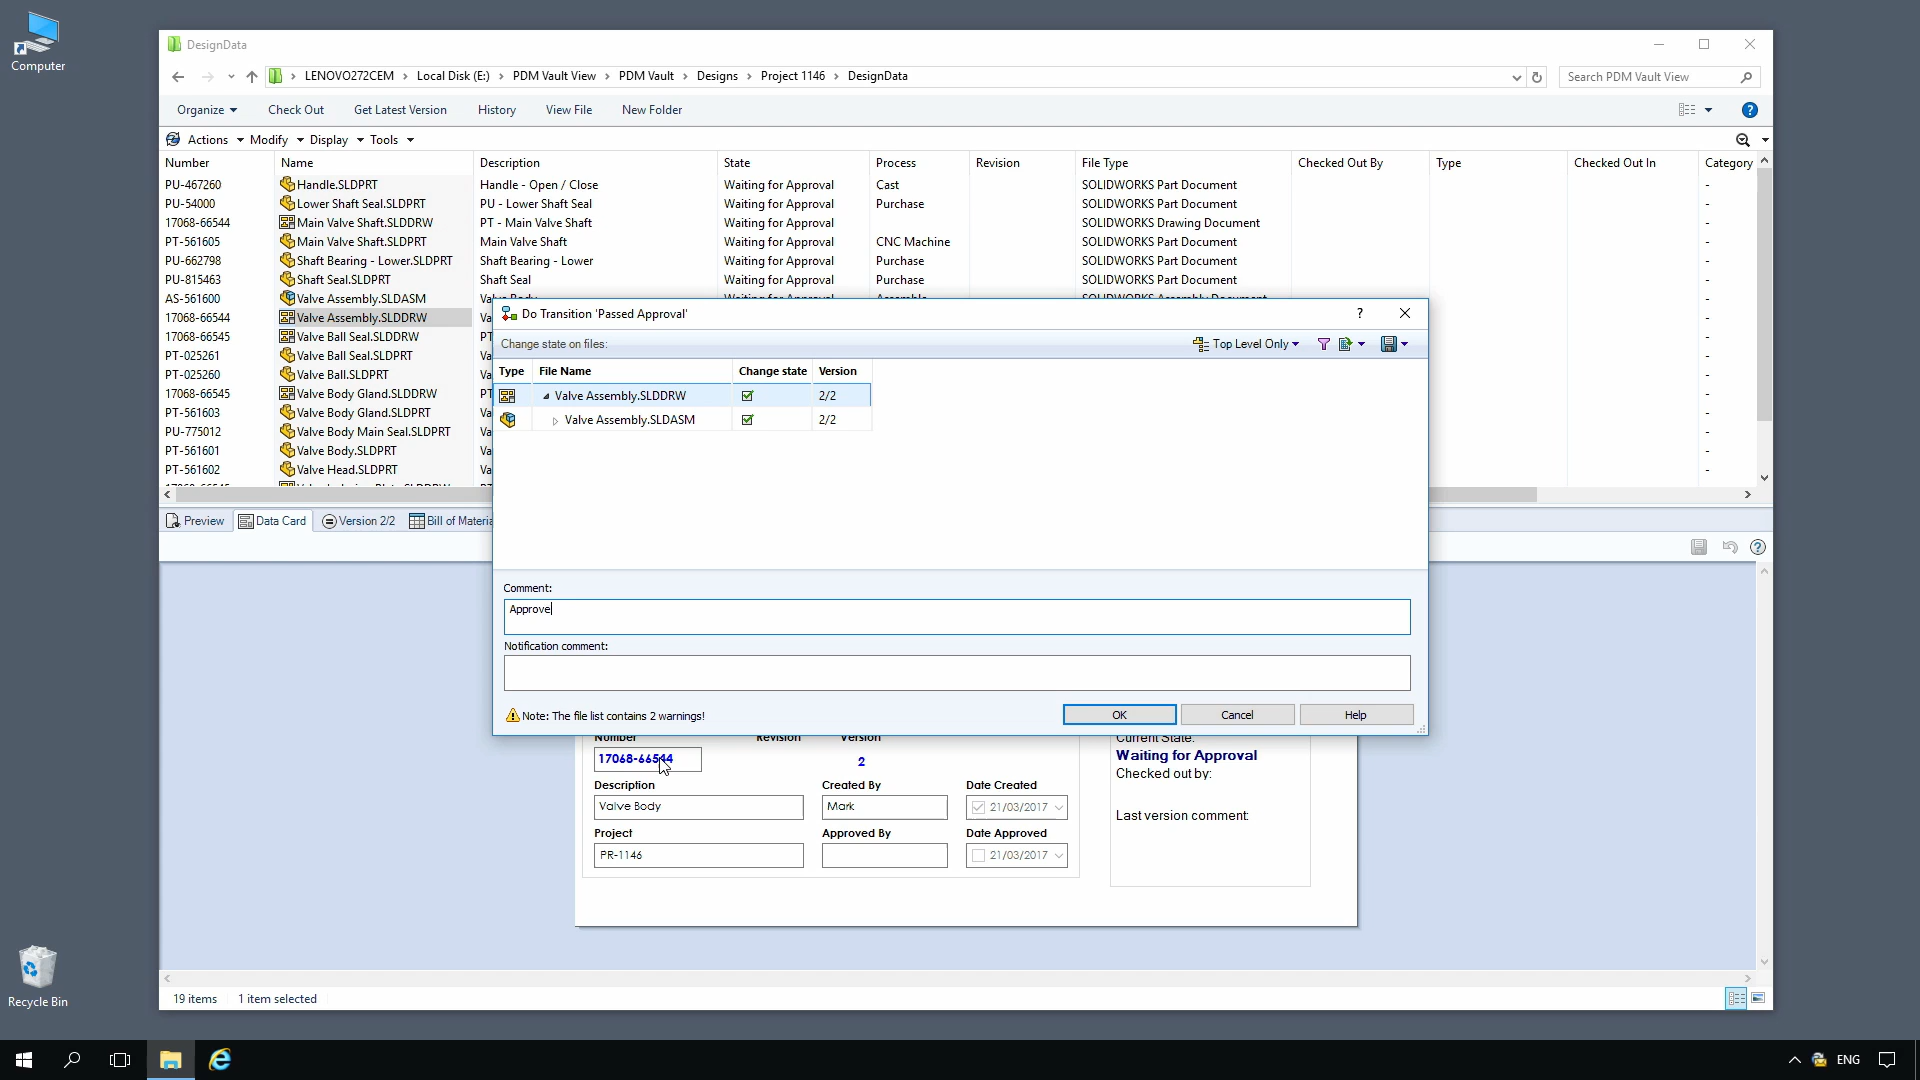 Computer
DesignData
LENOVO272CEM > Local Disk (E:) > PDM Vault View > PDM Vault > Designs > Project 1146 > DesignData
Search PDM Vault View
Organize Check Out Get Latest Version History View File New Folder
Actions Modify Display Tools
Number Name Description State Process Revision File Type Checked Out By Type Checked Out In Category
PU-467260 Handle.SLDPRT Handle - Open / Close Waiting for Approval Cast SOLIDWORKS Part Document -
PU-54000 Lower Shaft Seal.SLDPRT PU - Lower Shaft Seal Waiting for Approval Purchase SOLIDWORKS Part Document -
17068-66544 Main Valve Shaft.SLDDRW PT - Main Valve Shaft Waiting for Approval SOLIDWORKS Drawing Document -
PT-561605 Main Valve Shaft.SLDPRT Main Valve Shaft Waiting for Approval CNC Machine SOLIDWORKS Part Document -
PU-662798 Shaft Bearing - Lower.SLDPRT Shaft Bearing - Lower Waiting for Approval Purchase SOLIDWORKS Part Document -
PU-815463 Shaft Seal.SLDPRT Shaft Seal Waiting for Approval Purchase SOLIDWORKS Part Document -
AS-561600 Valve Assembly.SLDASM Valve Body Waiting for Approval Assemble SOLIDWORKS Assembly Document -
17068-66544 Valve Assembly.SLDDRW Va -
17068-66545 Valve Ball Seal.SLDDRW PT -
PT-025261 Valve Ball Seal.SLDPRT Va -
PT-025260 Valve Ball.SLDPRT Va -
17068-66545 Valve Body Gland.SLDDRW PT -
PT-561603 Valve Body Gland.SLDPRT Va -
PU-775012 Valve Body Main Seal.SLDPRT Va -
PT-561601 Valve Body.SLDPRT Va -
PT-561602 Valve Head.SLDPRT Va -
17068-66545
Do Transition 'Passed Approval' ?
Change state on files: Top Level Only
Type File Name Change state Version
Valve Assembly.SLDDRW 2/2
Valve Assembly.SLDASM 2/2
Comment:
Approve
Notification comment:
Note: The file list contains 2 warnings!
OK Cancel Help
Preview Data Card Version 2/2 Bill of Materia
Number Revision Version
17068-66544 2
Description Created By Date Created
Valve Body Mark 21/03/2017
Project Approved By Date Approved
PR-1146 21/03/2017
Current State:
Waiting for Approval
Checked out by:
Last version comment:
19 items 1 item selected
Recycle Bin
ENG